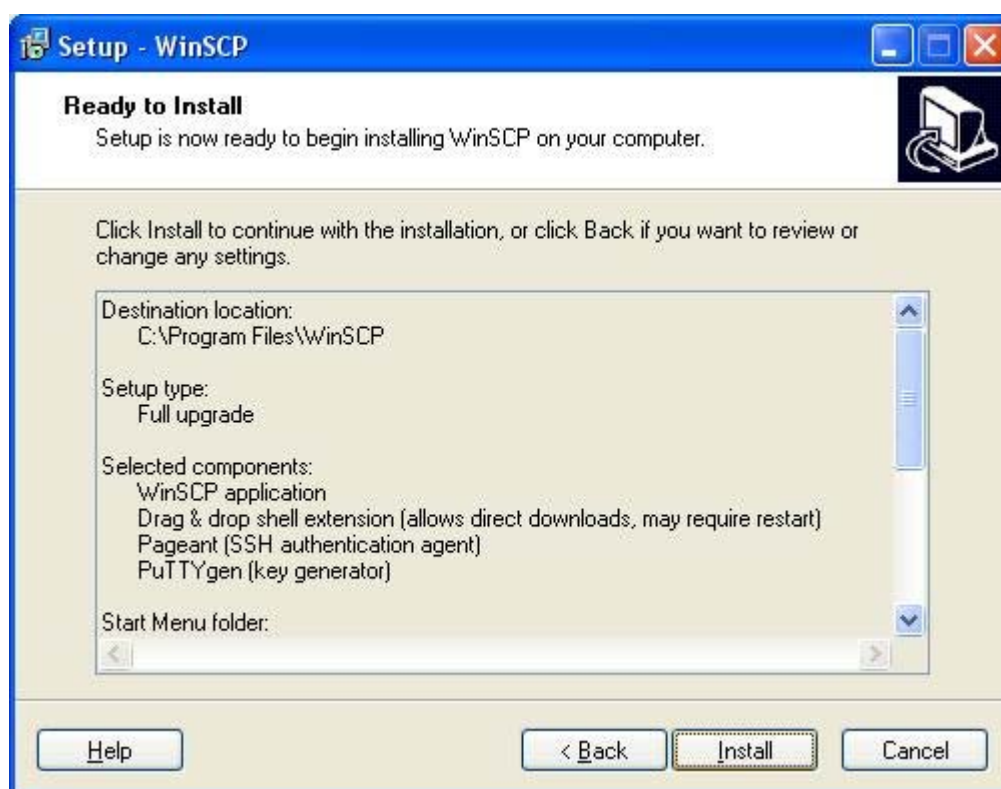 Setup - WinSCP
Ready to Install
Setup is now ready to begin installing WinSCP on your computer.
Click Install to continue with the installation, or click Back if you want to review or
change any settings.
Destination location:
C:\Program Files\WinSCP
Setup type:
Full upgrade
Selected components:
WinSCP application
Drag & drop shell extension (allows direct downloads, may require restart)
Pageant (SSH authentication agent)
PuTTYgen (key generator)
Start Menu folder:
Help
< Back
Install
Cancel